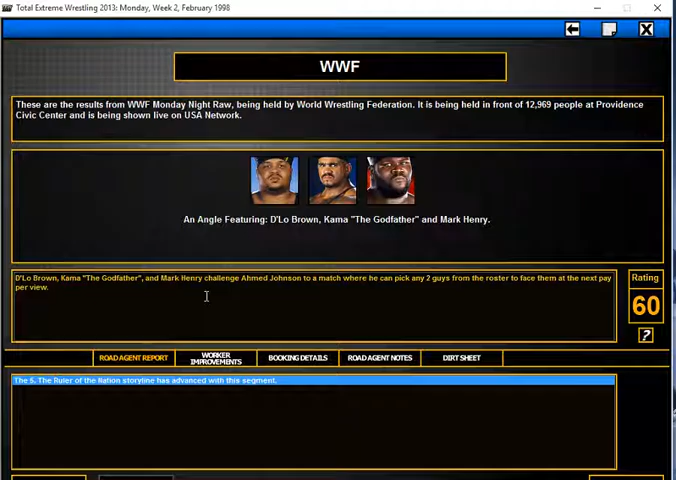 Total Extreme Wrestling 2013: Monday, Week 2, February 1998
WWF
These are the results from WWF Monday Night Raw, being held by World Wrestling Federation. It is being held in front of 12,969 people at Providence
Civic Center and is being shown live on USA Network.
An Angle Featuring: D'Lo Brown, Kama "The Godfather" and Mark Henry.
D'Lo Brown, Kama "The Godfather", and Mark Henry challenge Ahmed Johnson to a match where he can pick any 2 guys from the roster to face them at the next pay
per view.
Rating
60
?
ROAD AGENT REPORT
WORKER
IMPROVEMENTS
BOOKING DETAILS
ROAD AGENT NOTES
DIRT SHEET
The 5. The Ruler of the Nation storyline has advanced with this segment.